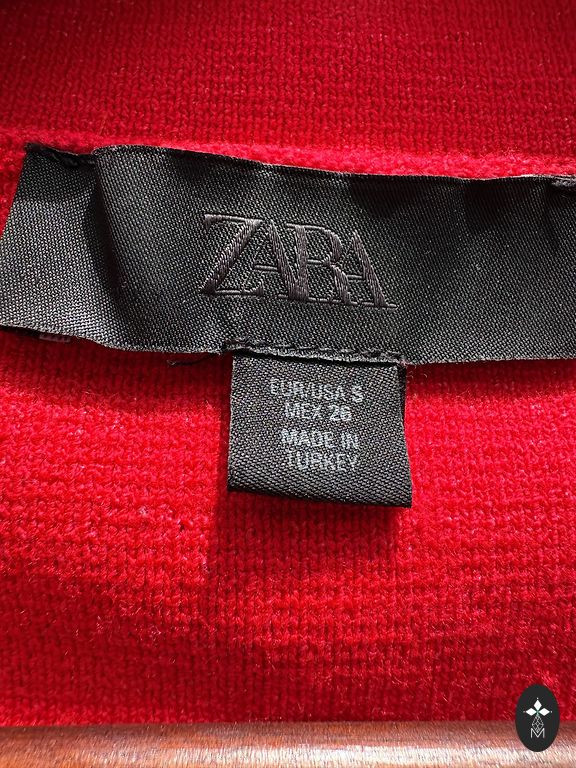 ZARA
EUR/USA S
MEX 26
MADE IN
TURKEY
M